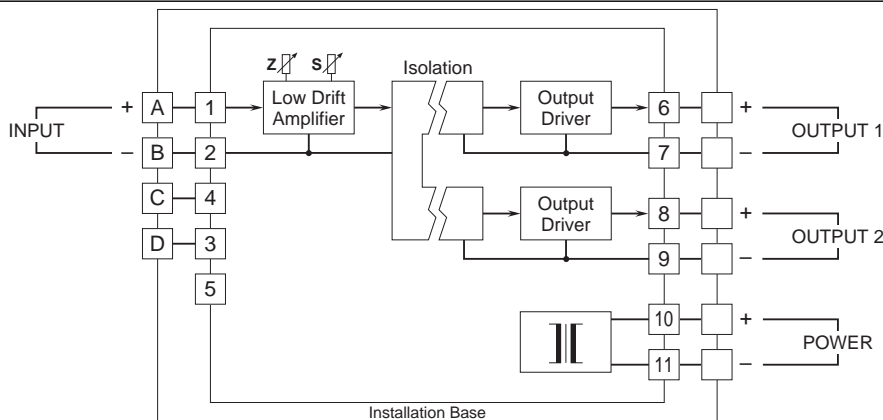 Z S
Isolation
+ A 1 Low Drift Amplifier Output Driver 6 +
INPUT OUTPUT 1
– B 2 7 –
C 4 Output Driver 8 +
OUTPUT 2
D 3 9 –
5
10 +
POWER
11 –
Installation Base